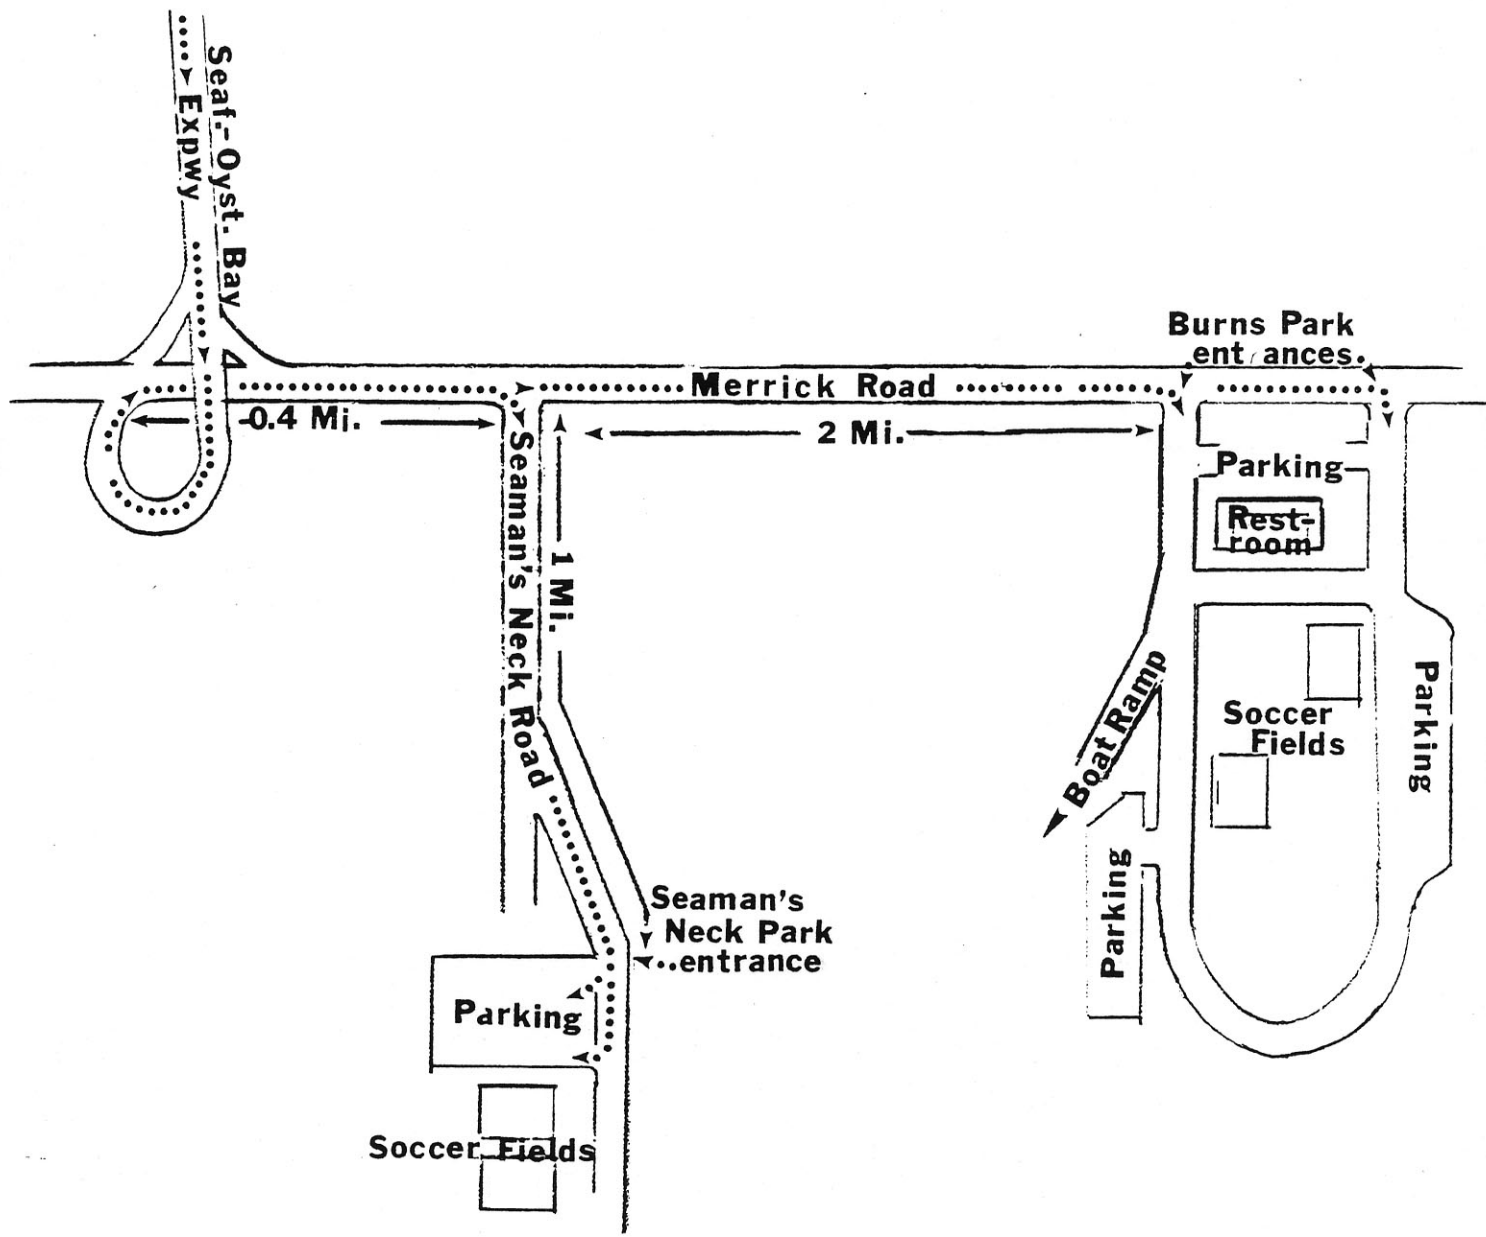 Seaf.-Oyst. Bay
Expwy
Burns Park
ent ances
Merrick Road
0.4 Mi.
2 Mi.
Seaman's Neck Road
1 Mi.
Parking
Rest-
room
Boat Ramp
Soccer
Fields
Parking
Parking
Seaman's
Neck Park
entrance
Parking
Soccer Fields